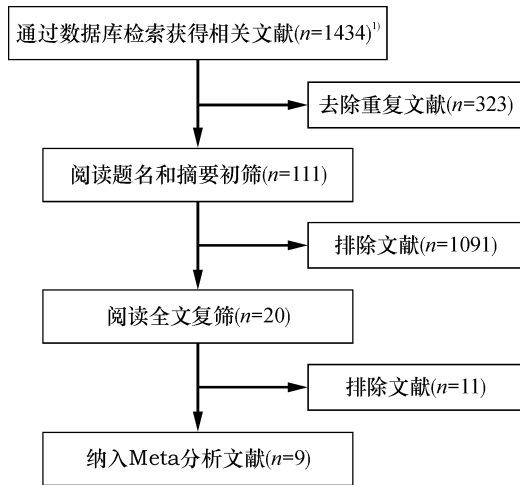 通过数据库检索获得相关文献(n=1434)1)
去除重复文献(n=323)
阅读题名和摘要初筛(n=111)
排除文献(n=1091)
阅读全文复筛(n=20)
排除文献(n=11)
纳入Meta分析文献(n=9)